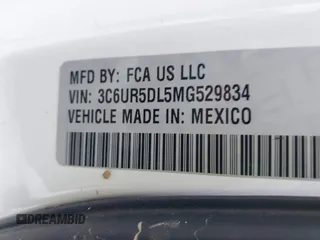 MFD BY: FCA US LLC
VIN: 3C6UR5DL5MG529834
VEHICLE MADE IN: MEXICO
DREAMBID